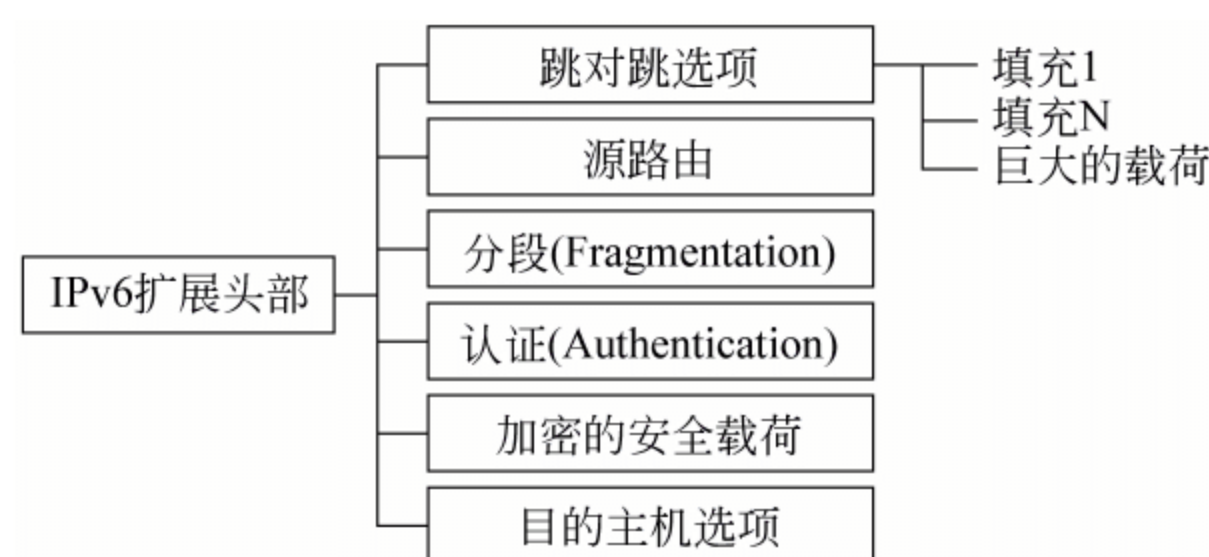 跳对跳选项
填充1
填充N
巨大的载荷
源路由
分段(Fragmentation)
IPv6扩展头部
认证(Authentication)
加密的安全载荷
目的主机选项